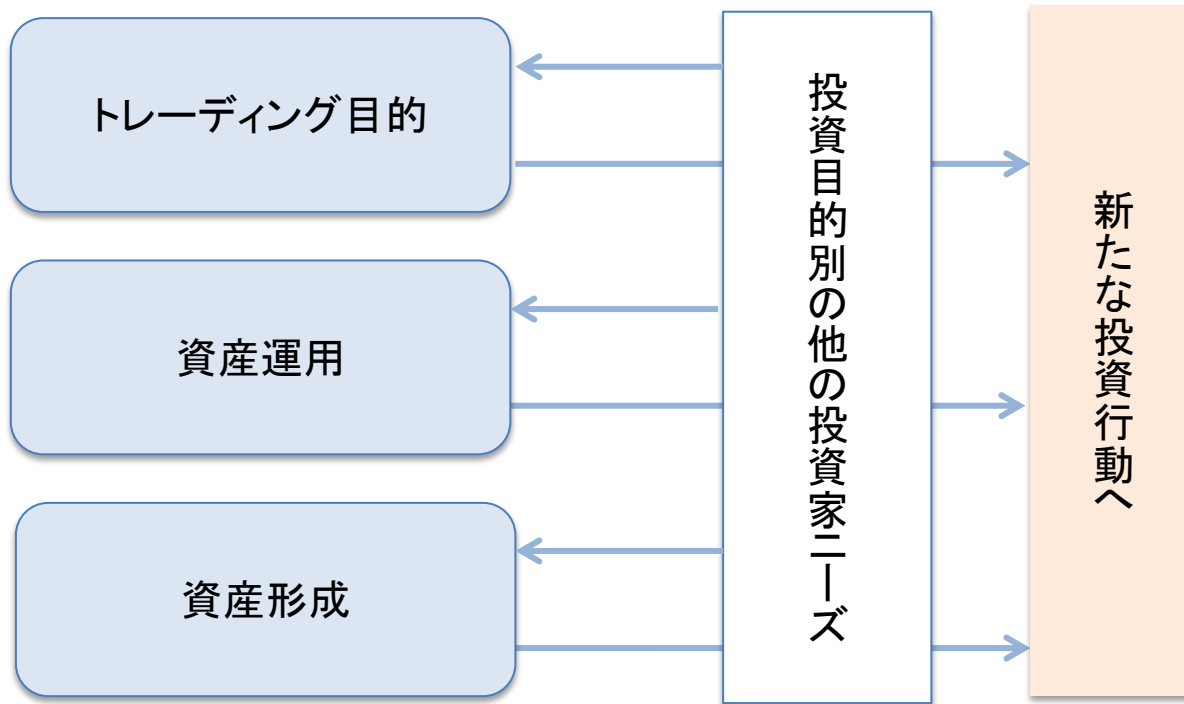 トレーディング目的
資産運用
資産形成
投資目的別の他の投資家ニーズ
新たな投資行動へ